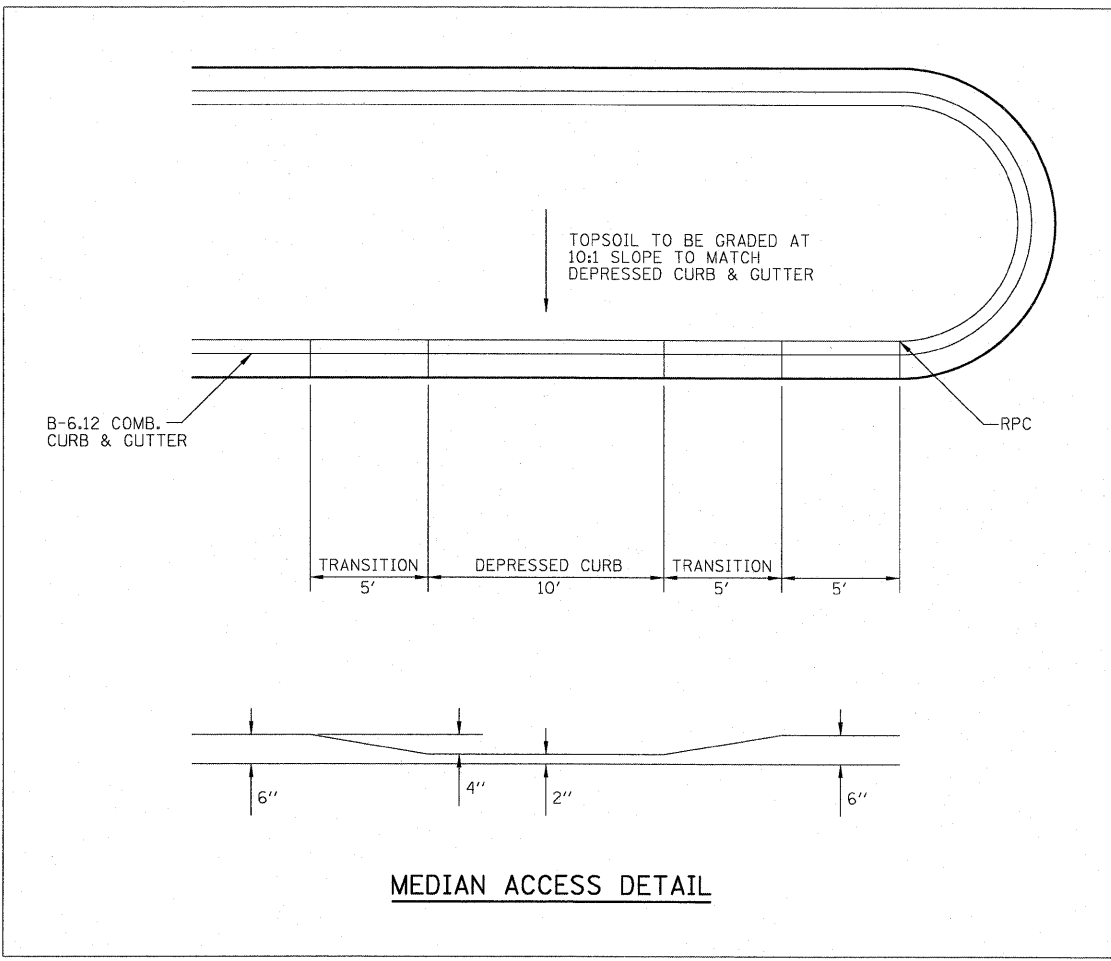 TOPSOIL TO BE GRADED AT
10:1 SLOPE TO MATCH
DEPRESSED CURB & GUTTER
B-6.12 COMB.
CURB & GUTTER
RPC
TRANSITION
5'
DEPRESSED CURB
10'
TRANSITION
5'
5'
6''
4''
2''
6''
MEDIAN ACCESS DETAIL